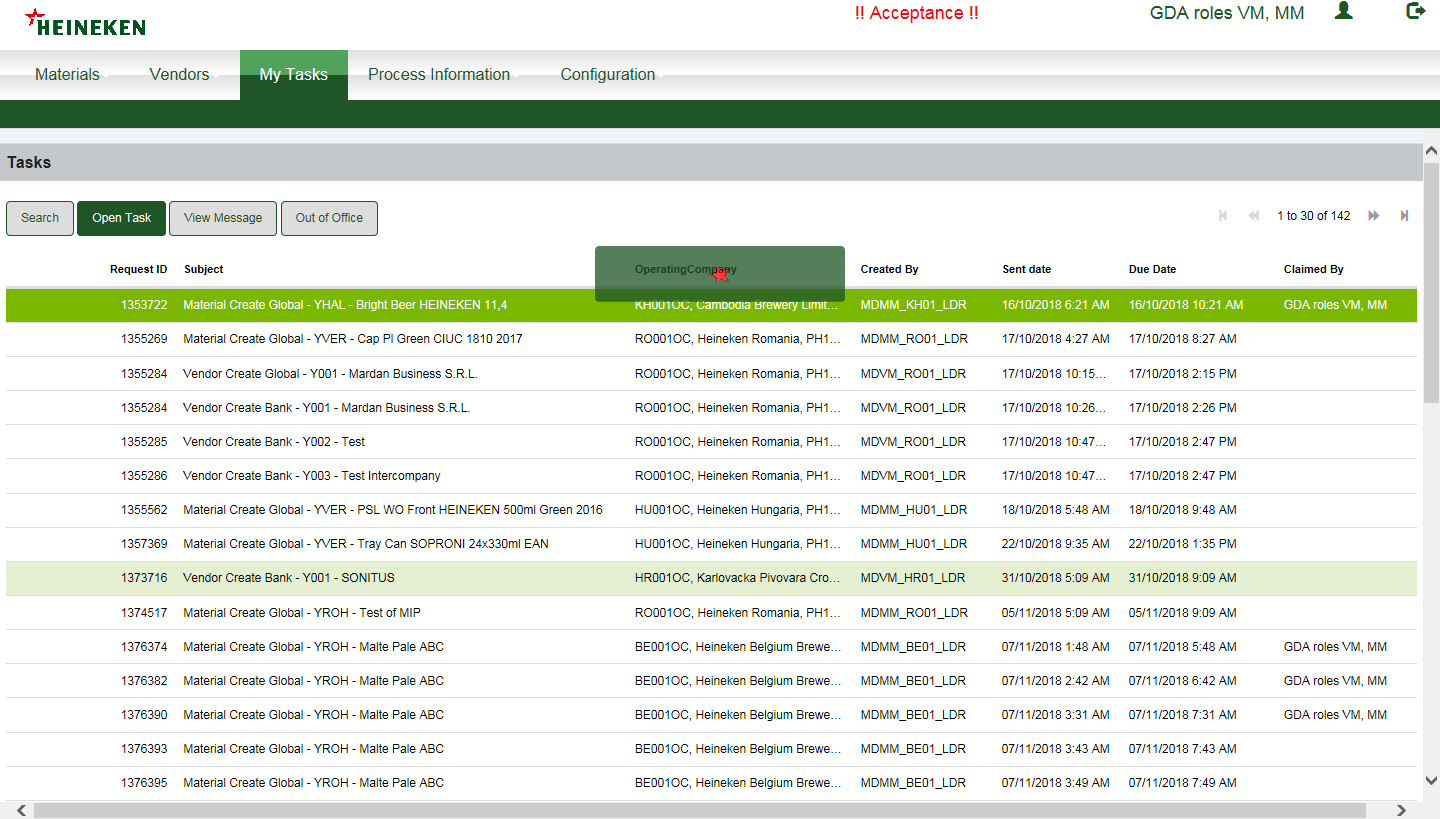 HEINEKEN
!! Acceptance !!
GDA roles VM, MM
Materials Vendors My Tasks Process Information Configuration
Tasks
Search Open Task View Message Out of Office 1 to 30 of 142
Request ID Subject OperatingCompany Created By Sent date Due Date Claimed By
1353722 Material Create Global - YHAL - Bright Beer HEINEKEN 11,4 KH001OC, Cambodia Brewery Limit... MDMM_KH01_LDR 16/10/2018 6:21 AM 16/10/2018 10:21 AM GDA roles VM, MM
1355269 Material Create Global - YVER - Cap Pl Green CIUC 1810 2017 RO001OC, Heineken Romania, PH1... MDMM_RO01_LDR 17/10/2018 4:27 AM 17/10/2018 8:27 AM
1355284 Vendor Create Global - Y001 - Mardan Business S.R.L. RO001OC, Heineken Romania, PH1... MDVM_RO01_LDR 17/10/2018 10:15... 17/10/2018 2:15 PM
1355284 Vendor Create Bank - Y001 - Mardan Business S.R.L. RO001OC, Heineken Romania, PH1... MDVM_RO01_LDR 17/10/2018 10:26... 17/10/2018 2:26 PM
1355285 Vendor Create Bank - Y002 - Test RO001OC, Heineken Romania, PH1... MDVM_RO01_LDR 17/10/2018 10:47... 17/10/2018 2:47 PM
1355286 Vendor Create Bank - Y003 - Test Intercompany RO001OC, Heineken Romania, PH1... MDVM_RO01_LDR 17/10/2018 10:47... 17/10/2018 2:47 PM
1355562 Material Create Global - YVER - PSL WO Front HEINEKEN 500ml Green 2016 HU001OC, Heineken Hungaria, PH1... MDMM_HU01_LDR 18/10/2018 5:48 AM 18/10/2018 9:48 AM
1357369 Material Create Global - YVER - Tray Can SOPRONI 24x330ml EAN HU001OC, Heineken Hungaria, PH1... MDMM_HU01_LDR 22/10/2018 9:35 AM 22/10/2018 1:35 PM
1373716 Vendor Create Bank - Y001 - SONITUS HR001OC, Karlovacka Pivovara Cro... MDVM_HR01_LDR 31/10/2018 5:09 AM 31/10/2018 9:09 AM
1374517 Material Create Global - YROH - Test of MIP RO001OC, Heineken Romania, PH1... MDMM_RO01_LDR 05/11/2018 5:09 AM 05/11/2018 9:09 AM
1376374 Material Create Global - YROH - Malte Pale ABC BE001OC, Heineken Belgium Brewe... MDMM_BE01_LDR 07/11/2018 1:48 AM 07/11/2018 5:48 AM GDA roles VM, MM
1376382 Material Create Global - YROH - Malte Pale ABC BE001OC, Heineken Belgium Brewe... MDMM_BE01_LDR 07/11/2018 2:42 AM 07/11/2018 6:42 AM GDA roles VM, MM
1376390 Material Create Global - YROH - Malte Pale ABC BE001OC, Heineken Belgium Brewe... MDMM_BE01_LDR 07/11/2018 3:31 AM 07/11/2018 7:31 AM GDA roles VM, MM
1376393 Material Create Global - YROH - Malte Pale ABC BE001OC, Heineken Belgium Brewe... MDMM_BE01_LDR 07/11/2018 3:43 AM 07/11/2018 7:43 AM
1376395 Material Create Global - YROH - Malte Pale ABC BE001OC, Heineken Belgium Brewe... MDMM_BE01_LDR 07/11/2018 3:49 AM 07/11/2018 7:49 AM